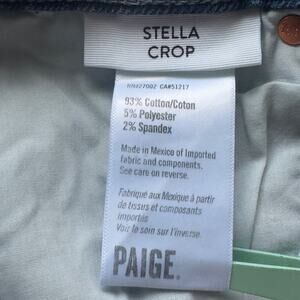 STELLA
CROP
RN#27002 CA#51217
93% Cotton/Coton
5% Polyester
2% Spandex
Made in Mexico of Imported
fabric and components.
See care on reverse.
Fabriqué aux Mexique à partir
de tissus et composants
importés
Voir le soin sur l'inverse.
PAIGE.